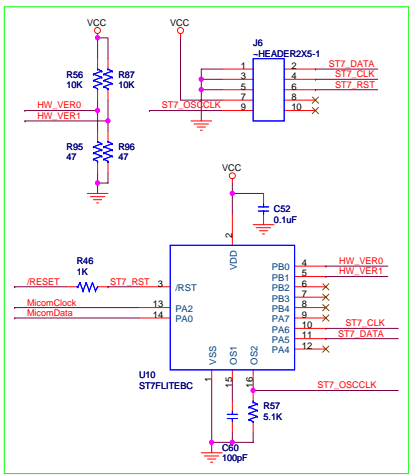 VCC VCC
J6
~HEADER2X5-1
R56 R87
10K 10K
1 2 ST7_DATA
3 4 ST7_CLK
5 6 ST7_RST
7 8
ST7_OSCCLK 9 10
HW_VER0
HW_VER1
R95 R96
47 47
VCC
C52
0.1uF
2
VDD
R46
1K
/RESET ST7_RST 3 /RST
MicomClock 13 PA2
MicomData 14 PA0
PB0 4 HW_VER0
PB1 5 HW_VER1
PB2 6
PB3 7
PB4 8
PA7 9
PA6 10 ST7_CLK
PA5 11 ST7_DATA
PA4 12
VSS OS1 OS2
1 15 16
U10
ST7FLITEBC
ST7_OSCCLK
R57
5.1K
C60
100pF